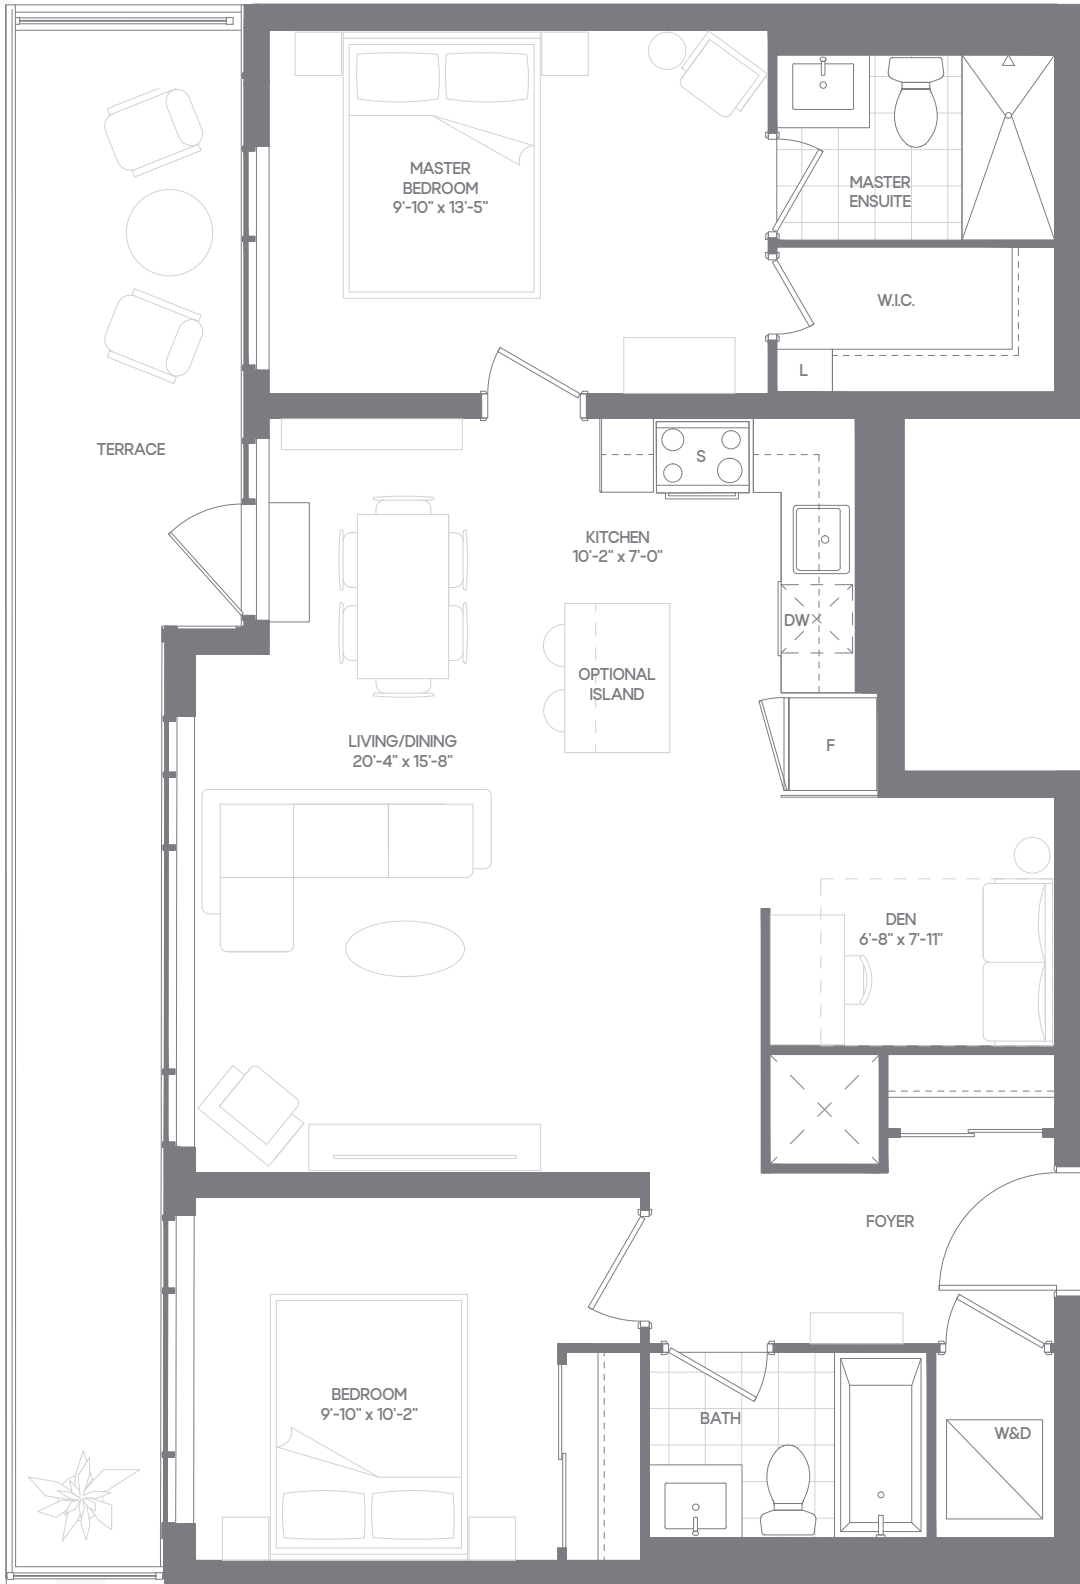 MASTER
BEDROOM
9'-10" x 13'-5"
MASTER
ENSUITE
W.I.C.
L
TERRACE
S
KITCHEN
10'-2" x 7'-0"
DW
OPTIONAL
ISLAND
LIVING/DINING
20'-4" x 15'-8"
F
DEN
6'-8" x 7'-11"
FOYER
BEDROOM
9'-10" x 10'-2"
BATH
W&D